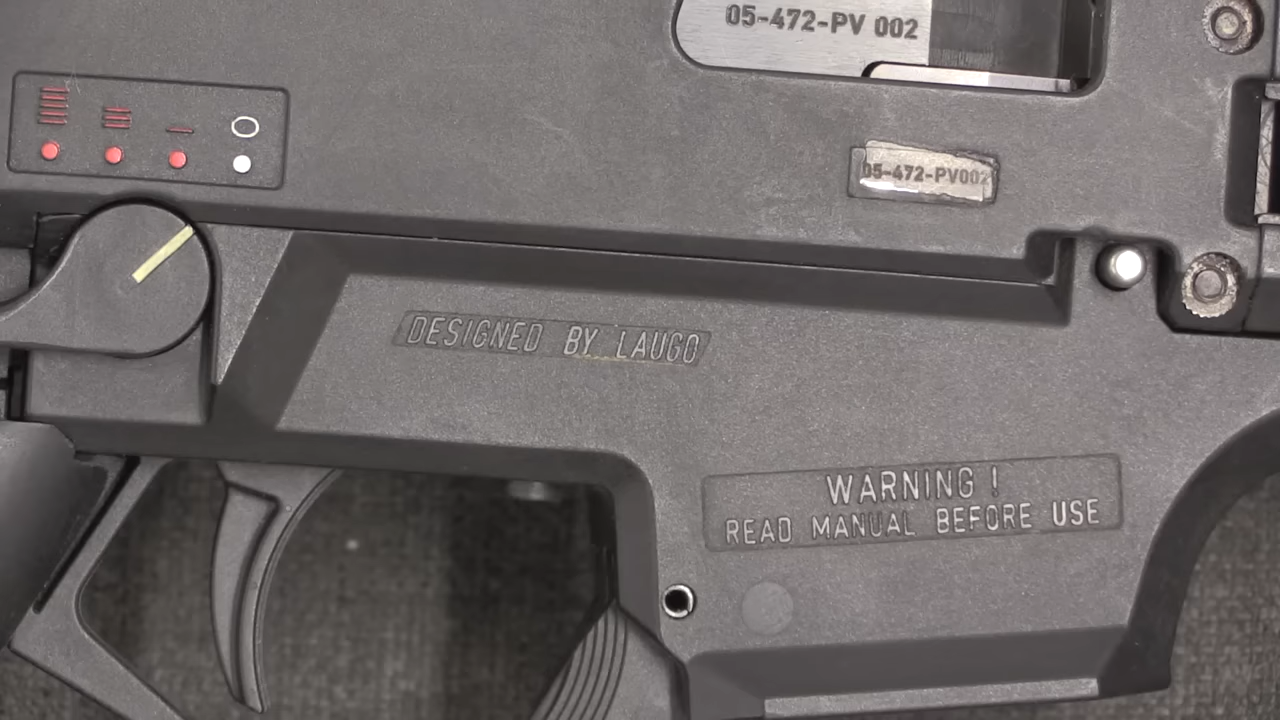 05-472-PV 002
05-472-PV002
DESIGNED BY LAUGO
WARNING !
READ MANUAL BEFORE USE